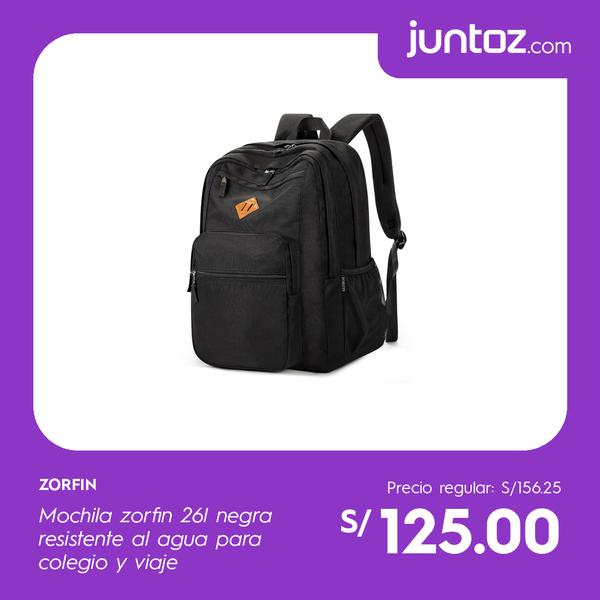 juntoz.com
ZORFIN
Mochila zorfin 26l negra
resistente al agua para
colegio y viaje
Precio regular: S/156.25
S/125.00